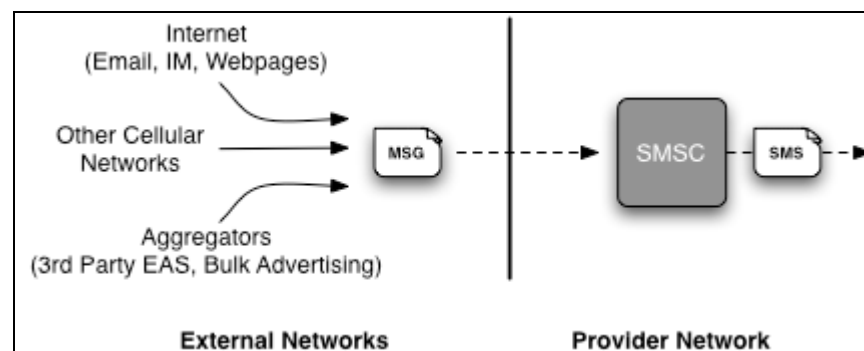 Internet
(Email, IM, Webpages)
Other Cellular
Networks
MSG
SMSC
SMS
Aggregators
(3rd Party EAS, Bulk Advertising)
External Networks
Provider Network